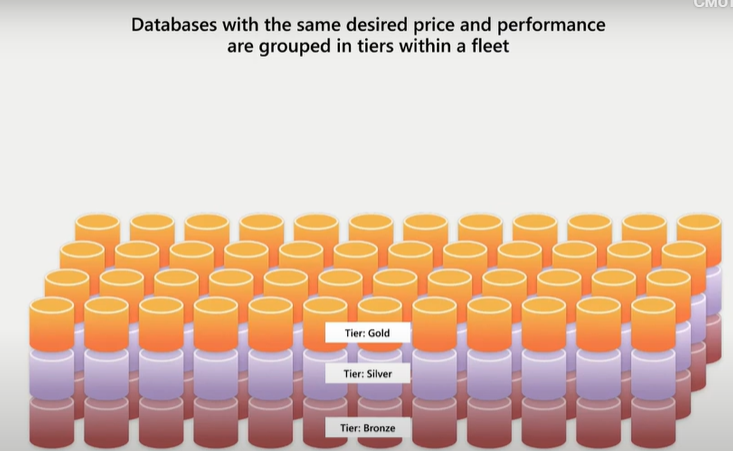 Databases with the same desired price and performance
are grouped in tiers within a fleet
Tier: Gold
Tier: Silver
Tier: Bronze